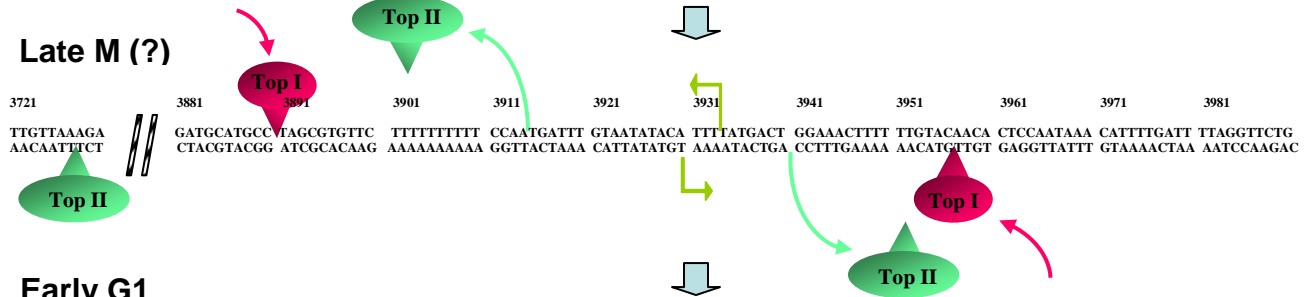 Top II
Late M (?)
Top I
3721 3881 3891 3901 3911 3921 3931 3941 3951 3961 3971 3981
TTGTTAAAGA GATGCATGCC TAGCGTGTTC TTTTTTTTTT CCAATGATTT GTAATATACA TTTTATGACT GGAAACTTTT TTGTACAACA CTCCAATAAA CATTTTGATT TTAGGTTCTG
AACAATTTCT CTACGTACGG ATCGCACAAG AAAAAAAAAA GGTTACTAAA CATTATATGT AAAATACTGA CCTTTGAAAA AACATGTTGT GAGGTTATTT GTAAAACTAA AATCCAAGAC
Top II
Top I
Top II
Early G1